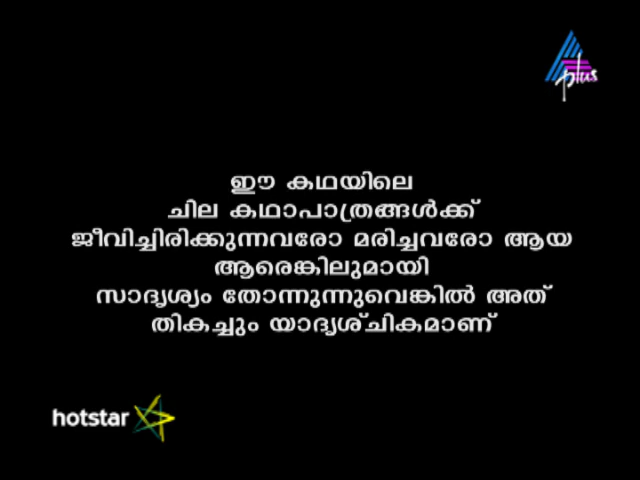 plus
ഈ കഥയിലെ
ചില കഥാപാത്രങ്ങൾക്ക്
ജീവിച്ചിരിക്കുന്നവരോ മരിച്ചവരോ ആയ
ആരെങ്കിലുമായി
സാദൃശ്യം തോന്നുന്നുവെങ്കിൽ അത്
തികച്ചും യാദൃശ്ചികമാണ്
hotstar